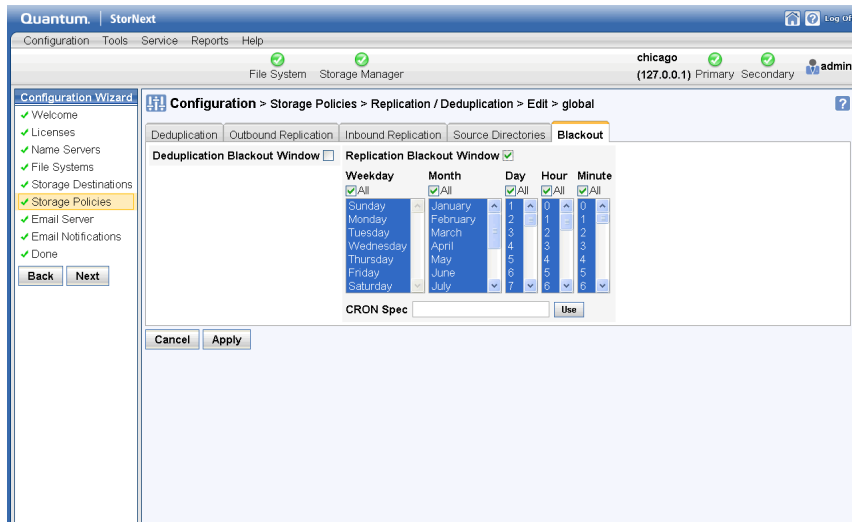 Quantum. StorNext Log Of
Configuration Tools Service Reports Help
File System Storage Manager
chicago
(127.0.0.1) Primary Secondary admin
Configuration Wizard
Welcome
Licenses
Name Servers
File Systems
Storage Destinations
Storage Policies
Email Server
Email Notifications
Done
Back Next
Configuration > Storage Policies > Replication / Deduplication > Edit > global ?
Deduplication Outbound Replication Inbound Replication Source Directories Blackout
Deduplication Blackout Window Replication Blackout Window
Weekday Month Day Hour Minute
All All All All All
Sunday January 1 0 0
Monday February 2 1 1
Tuesday March 3 2 2
Wednesday April 4 3 3
Thursday May 5 4 4
Friday June 6 5 5
Saturday July 7 6 6
CRON Spec Use
Cancel Apply